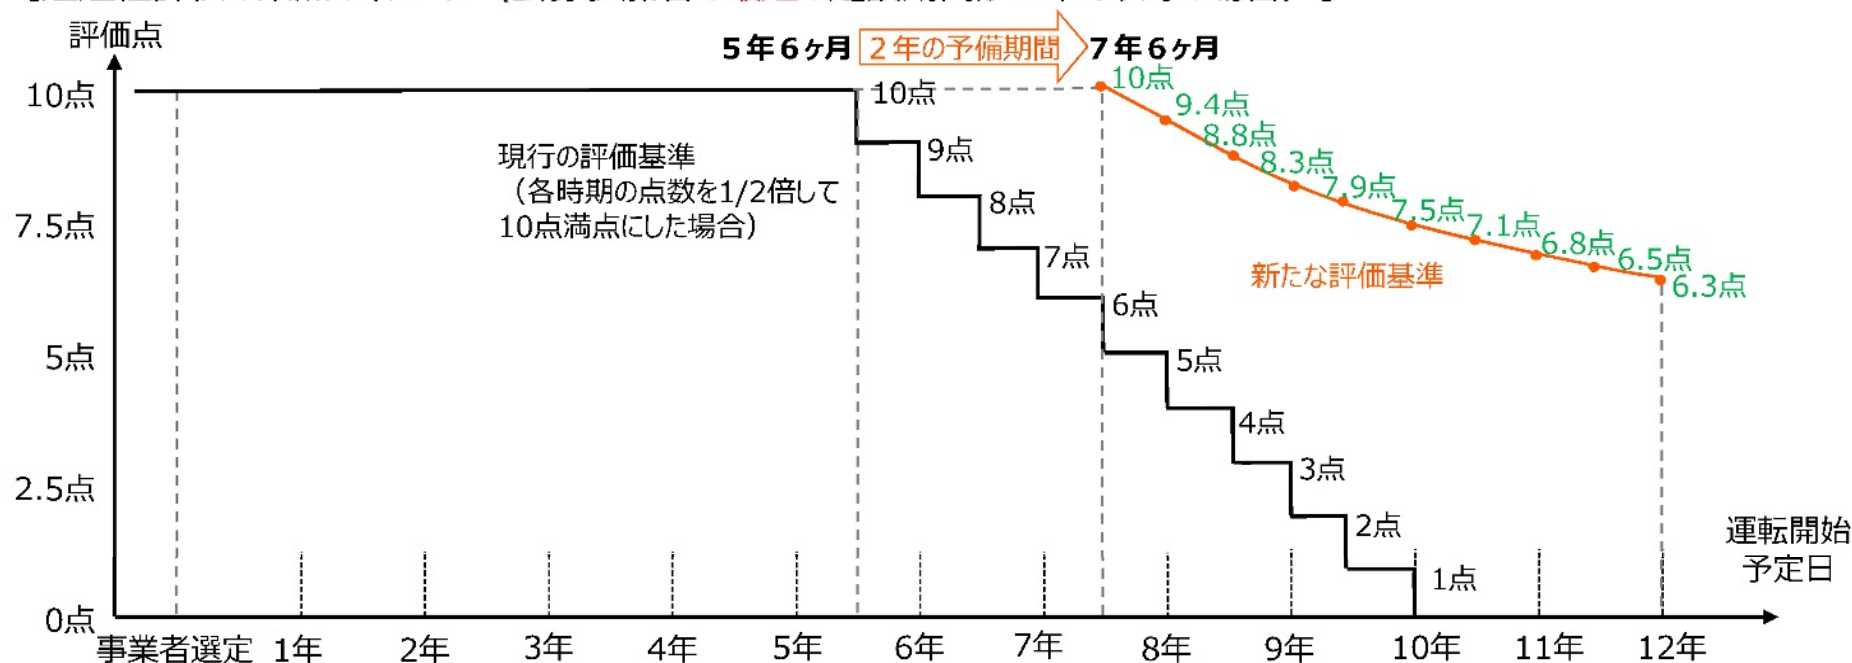 評価点
5年6ヶ月
2年の予備期間
7年6ヶ月
10点
10点
10点
9.4点
8.8点
8.3点
7.9点
7.5点
7.1点
6.8点
6.5点
6.3点
現行の評価基準
(各時期の点数を1/2倍して
10点満点にした場合)
9点
8点
7点
6点
5点
4点
3点
2点
1点
新たな評価基準
7.5点
5点
2.5点
0点
運転開始
予定日
事業者選定 1年 2年 3年 4年 5年 6年 7年 8年 9年 10年 11年 12年